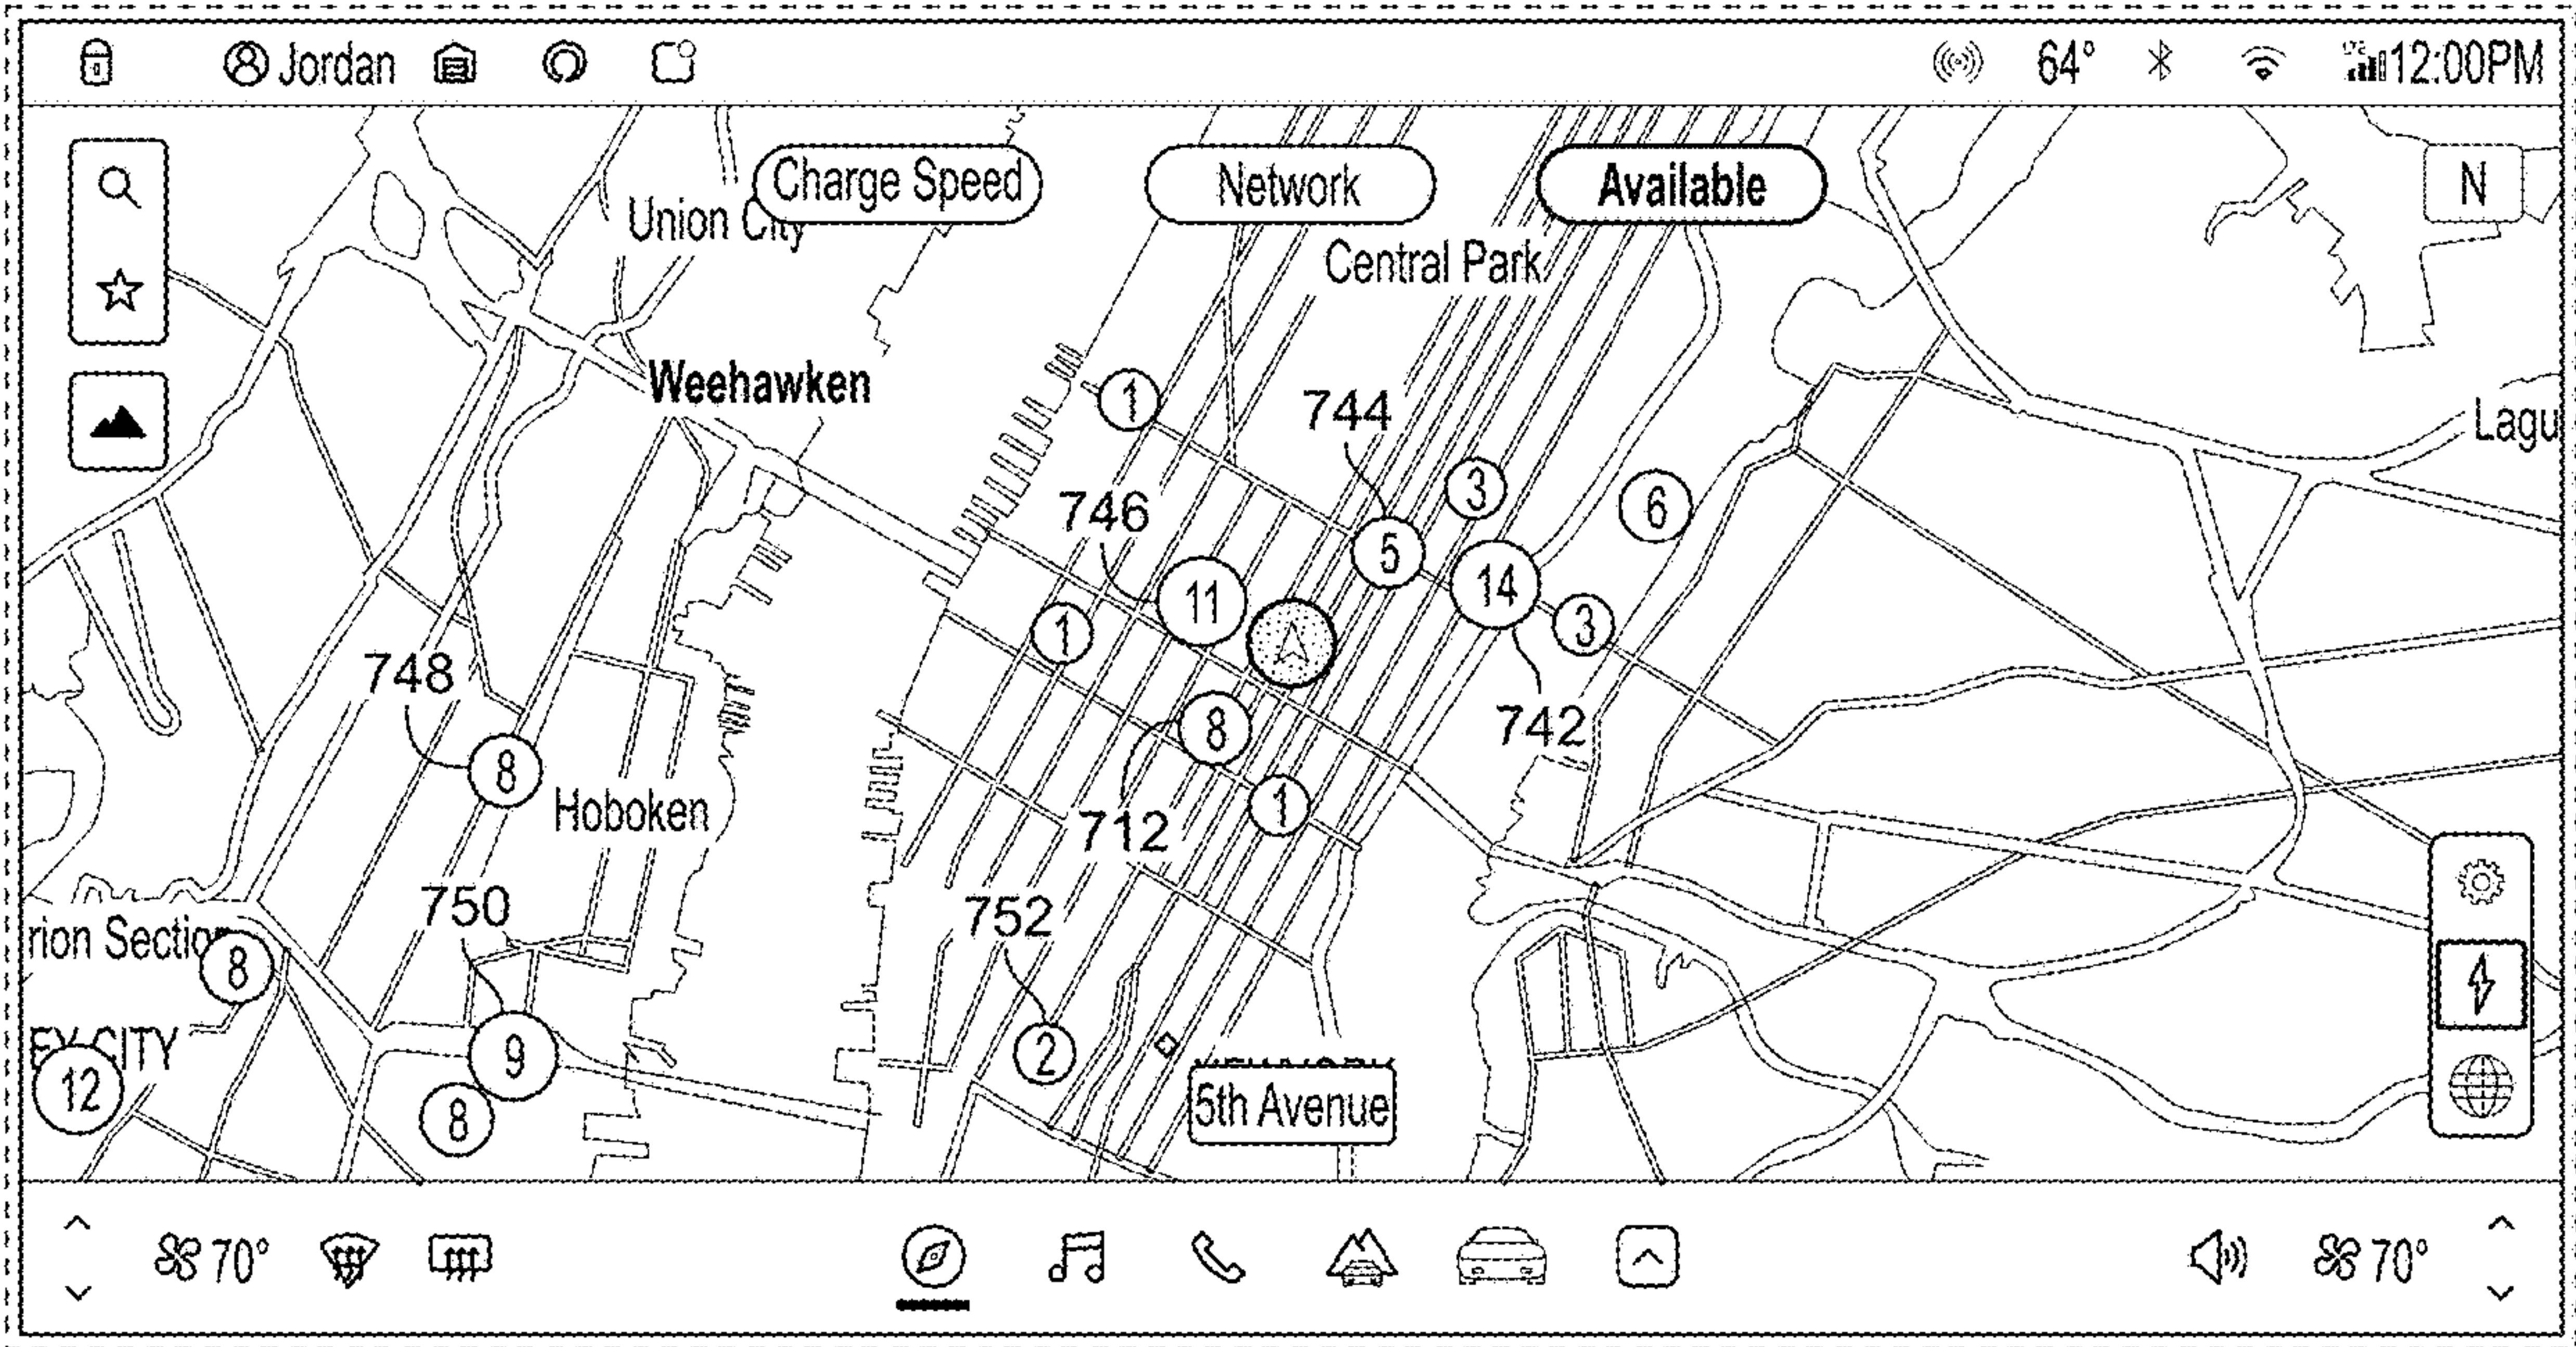 Jordan
64°
12:00PM
Charge Speed
Network
Available
N
Union City
Central Park
Weehawken
Lagu
1
744
746
3
6
5
11
14
1
3
748
8
742
8
Hoboken
712
1
750
752
rion Section
8
EY CITY
12
9
2
8
5th Avenue
70°
70°